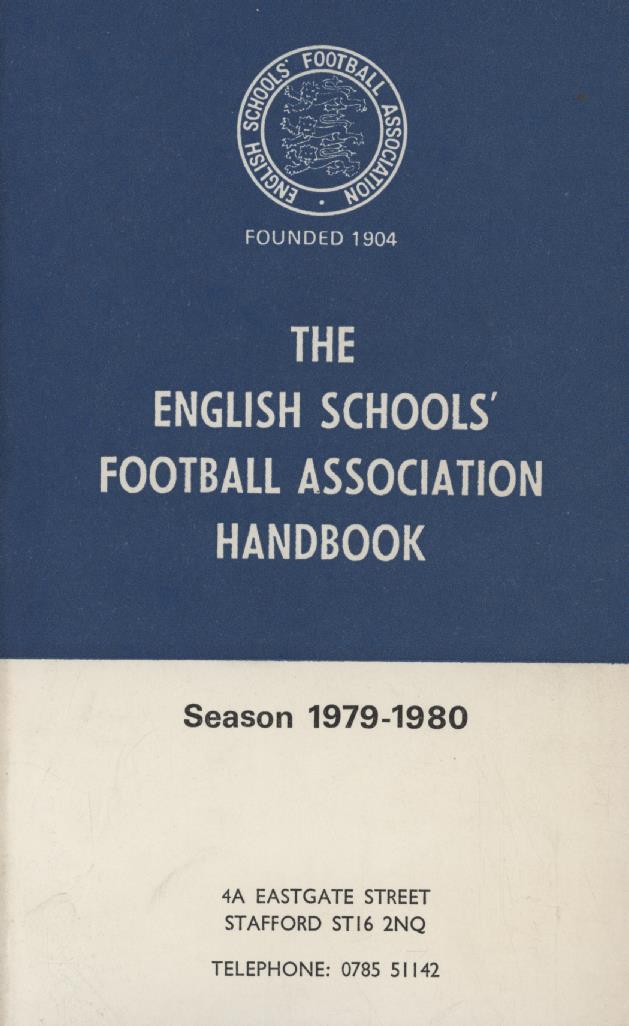 ENGLISH SCHOOLS' FOOTBALL ASSOCIATION
FOUNDED 1904
THE
ENGLISH SCHOOLS'
FOOTBALL ASSOCIATION
HANDBOOK
Season 1979-1980
4A EASTGATE STREET
STAFFORD ST16 2NQ
TELEPHONE: 0785 51142